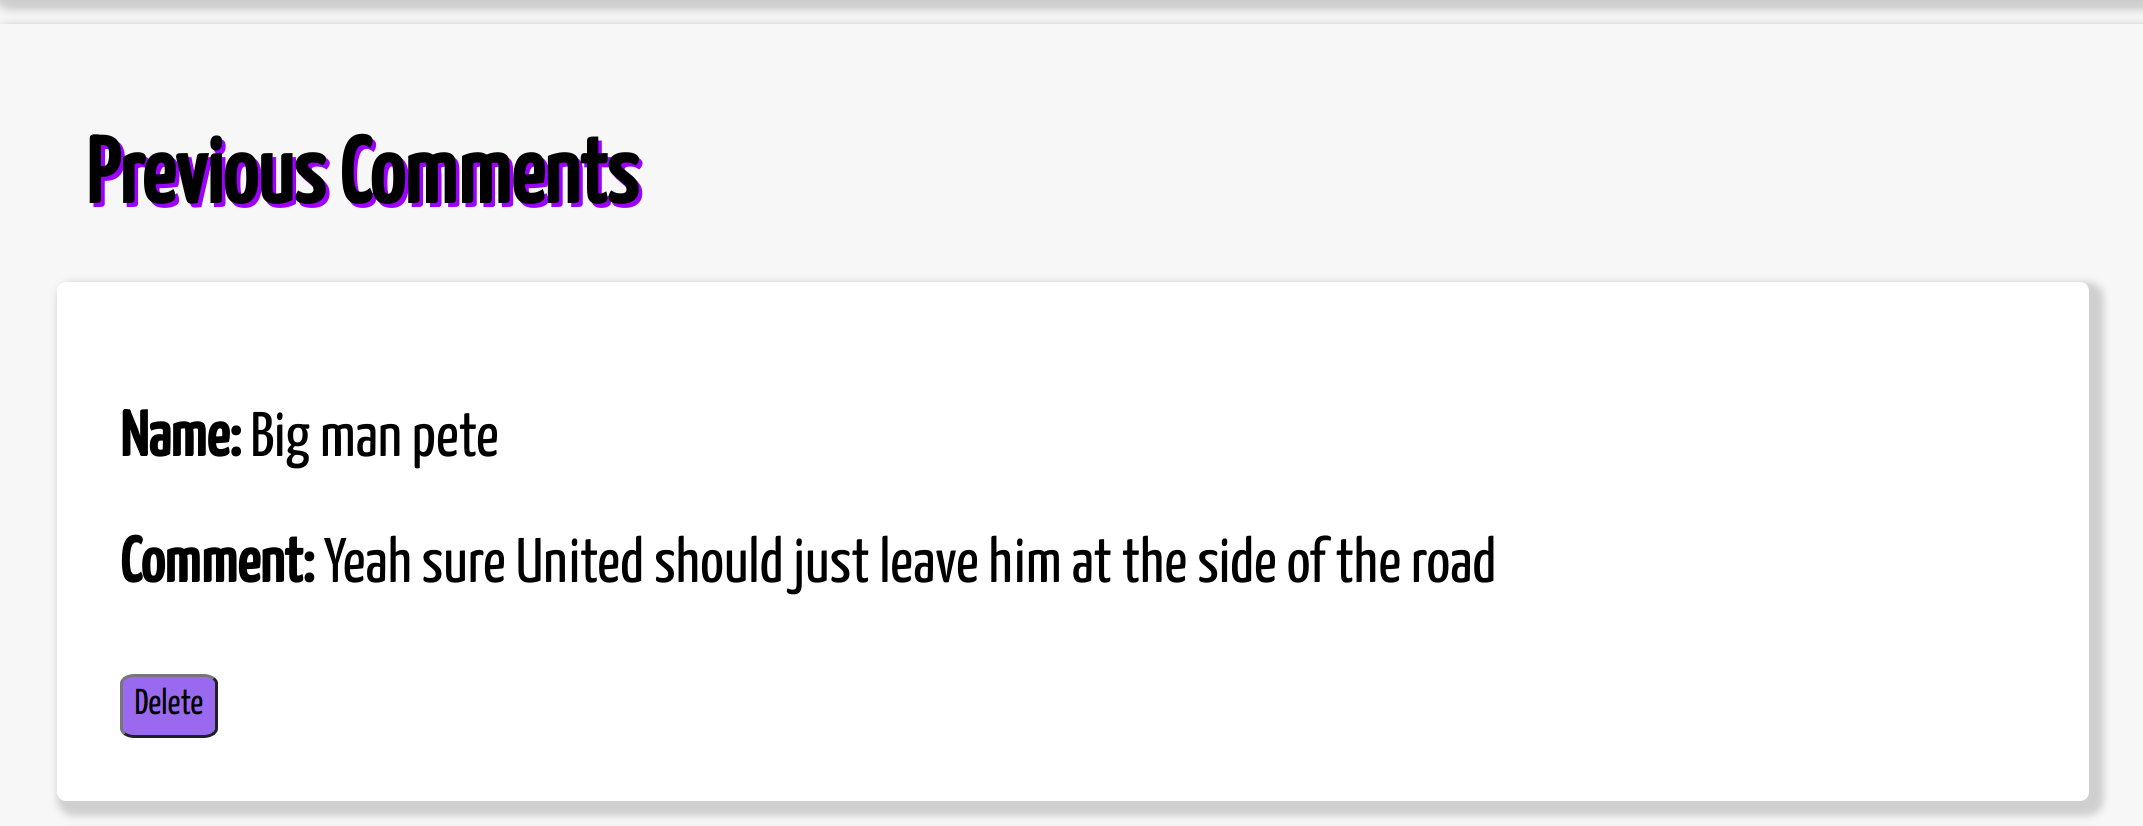 Previous Comments
Name: Big man pete
Comment: Yeah sure United should just leave him at the side of the road
Delete